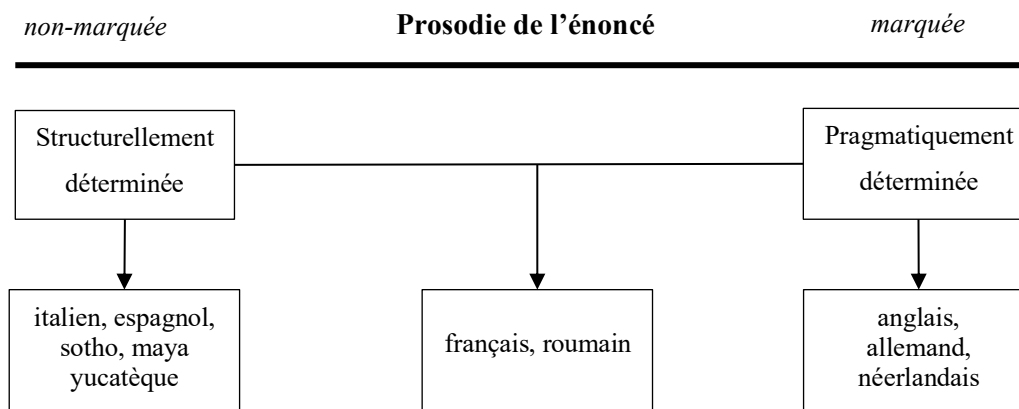 non-marquée
Prosodie de l’énoncé
marquée
Structurellement
déterminée
Pragmatiquement
déterminée
italien, espagnol,
sotho, maya
yucatèque
français, roumain
anglais,
allemand,
néerlandais